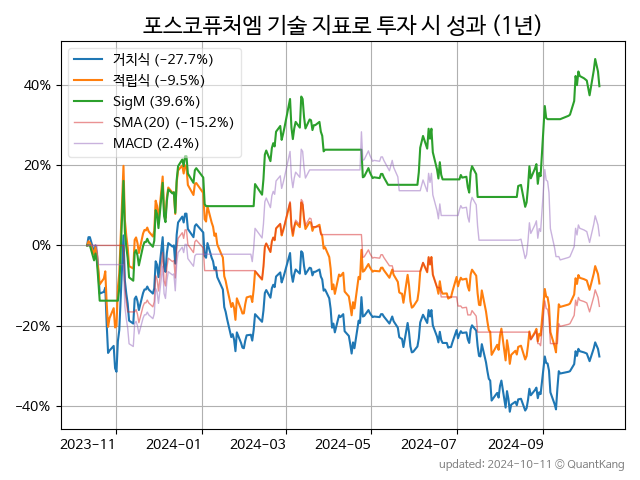 포스코퓨처엠 기술 지표로 투자 시 성과 (1년)
거치식 (−27.7%)
적립식 (−9.5%)
SigM (39.6%)
SMA(20) (−15.2%)
MACD (2.4%)
40%
20%
0%
−20%
−40%
2023−11 2024−01 2024−03 2024−05 2024−07 2024−09
updated: 2024-10-11 © QuantKang